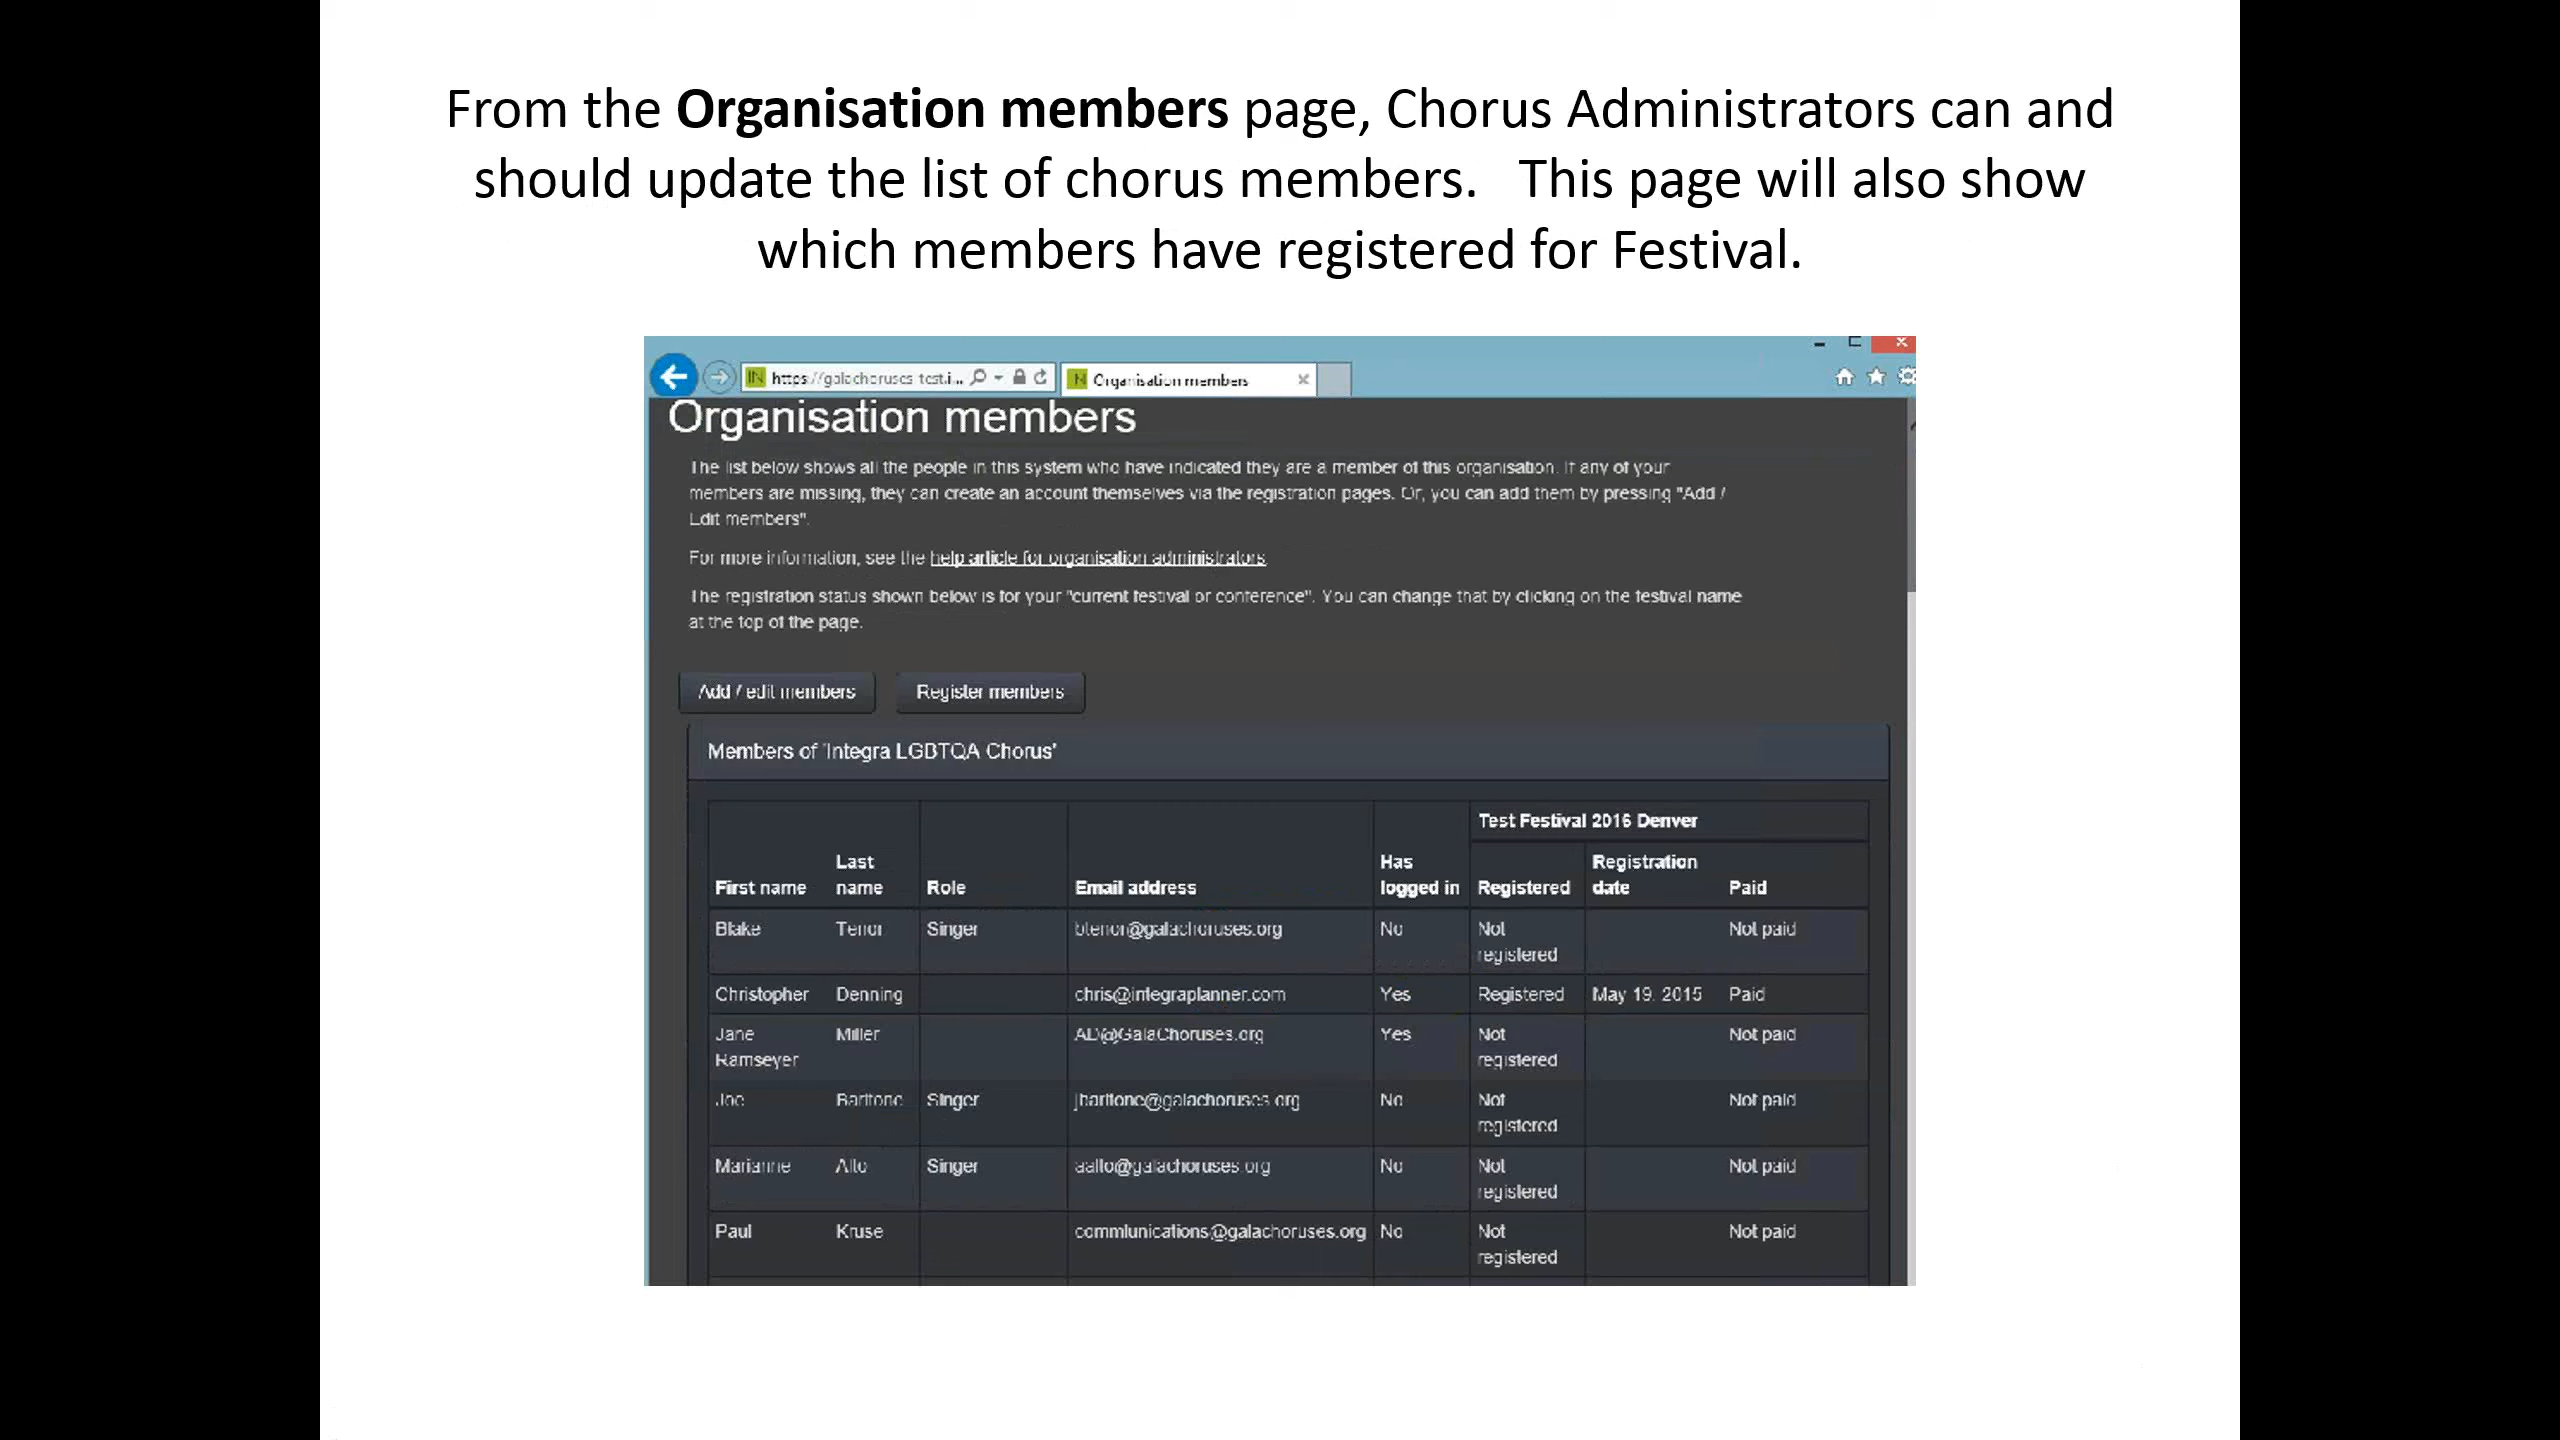 From the Organisation members page, Chorus Administrators can and
should update the list of chorus members. This page will also show
which members have registered for Festival.
https://galachoruses-test.i... Organisation members
Organisation members
The list below shows all the people in this system who have indicated they are a member of this organisation. If any of your
members are missing, they can create an account themselves via the registration pages. Or, you can add them by pressing "Add /
Edit members".
For more information, see the help article for organisation administrators
The registration status shown below is for your "current festival or conference". You can change that by clicking on the festival name
at the top of the page.
Add / edit members Register members
Members of 'Integra LGBTQA Chorus'
Test Festival 2016 Denver
Last Has Registration
First name name Role Email address logged in Registered date Paid
Blake Tenor Singer btenor@galachoruses.org No Not Not paid
registered
Christopher Denning chris@integraplanner.com Yes Registered May 19, 2015 Paid
Jane Miller AD@GalaChoruses.org Yes Not Not paid
Ramseyer registered
Joe Baritone Singer jbaritone@galachoruses.org No Not Not paid
registered
Marianne Alto Singer aalto@galachoruses.org No Not Not paid
registered
Paul Kruse commlunications@galachoruses.org No Not Not paid
registered